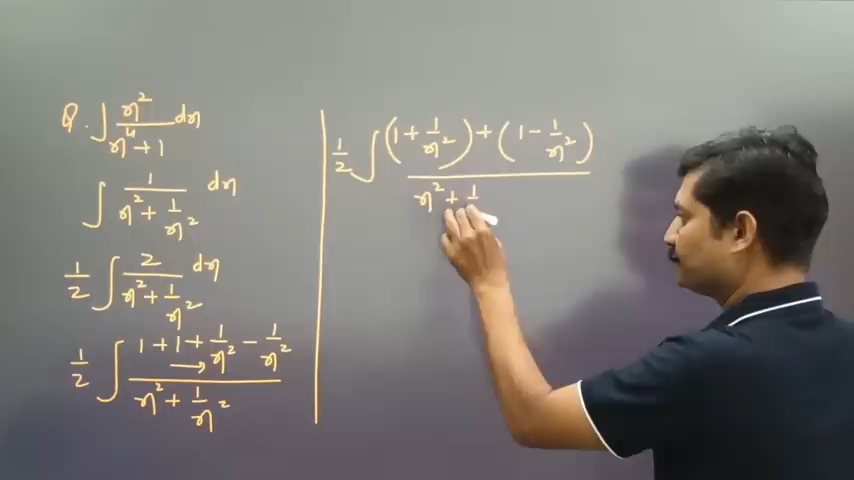 Q. ∫ x² / (x⁴ + 1) dx
∫ 1 / (x² + 1/x²) dx
1/2 ∫ 2 / (x² + 1/x²) dx
1/2 ∫ (1 + 1 + 1/x² - 1/x²) / (x² + 1/x²)
1/2 ∫ ((1 + 1/x²) + (1 - 1/x²)) / (x² + 1/